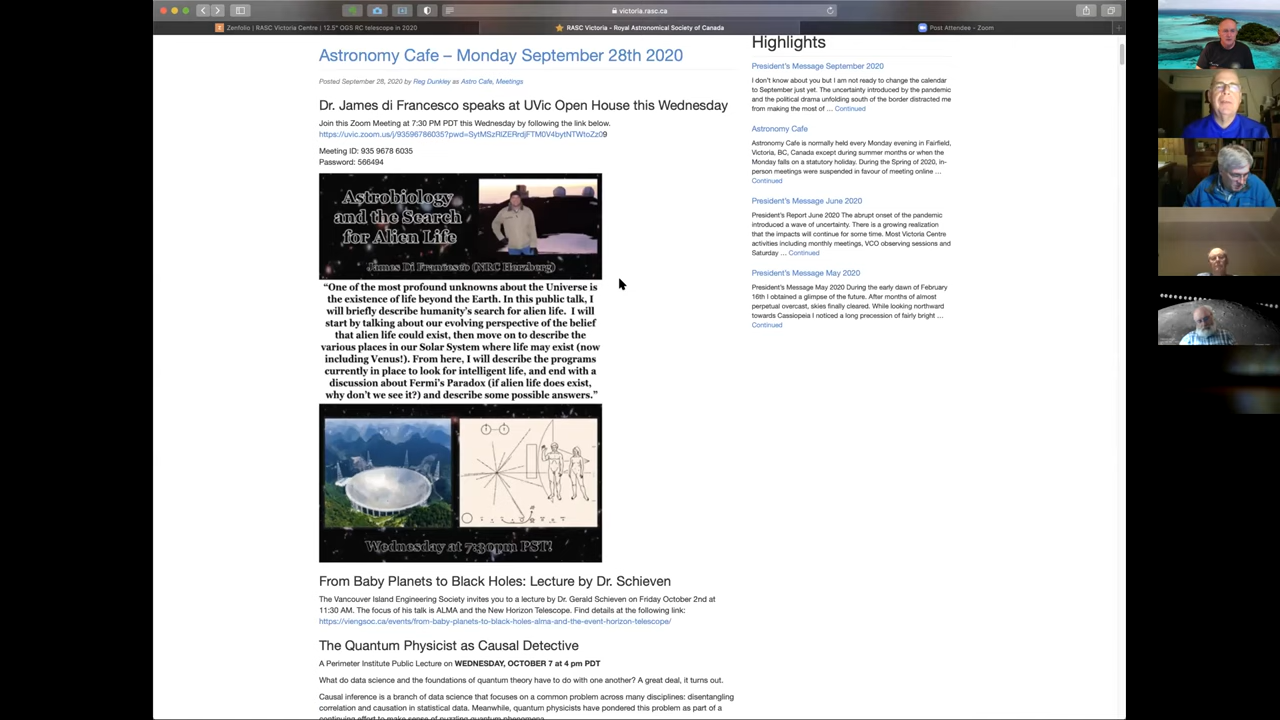 victoria.rasc.ca
Zenfolio | RASC Victoria Centre | 12.5" OGS RC telescope in 2020
RASC Victoria - Royal Astronomical Society of Canada
Post Attendee - Zoom
Astronomy Cafe – Monday September 28th 2020
Posted September 28, 2020 by Reg Dunkley as Astro Cafe, Meetings
Dr. James di Francesco speaks at UVic Open House this Wednesday
Join this Zoom Meeting at 7:30 PM PDT this Wednesday by following the link below.
https://uvic.zoom.us/j/93596786035?pwd=SytMSzRlZERrdjFTM0V4bytNTWtoZz09
Meeting ID: 935 9678 6035
Password: 566494
Astrobiology
and the Search
for Alien Life
James Di Francesco (NRC Herzberg)
“One of the most profound unknowns about the Universe is
the existence of life beyond the Earth. In this public talk, I
will briefly describe humanity's search for alien life. I will
start by talking about our evolving perspective of the belief
that alien life could exist, then move on to describe the
various places in our Solar System where life may exist (now
including Venus!). From here, I will describe the programs
currently in place to look for intelligent life, and end with a
discussion about Fermi's Paradox (if alien life does exist,
why don't we see it?) and describe some possible answers.”
Wednesday at 7:30pm PST!
From Baby Planets to Black Holes: Lecture by Dr. Schieven
The Vancouver Island Engineering Society invites you to a lecture by Dr. Gerald Schieven on Friday October 2nd at
11:30 AM. The focus of his talk is ALMA and the New Horizon Telescope. Find details at the following link:
https://viengsoc.ca/events/from-baby-planets-to-black-holes-alma-and-the-event-horizon-telescope/
The Quantum Physicist as Causal Detective
A Perimeter Institute Public Lecture on WEDNESDAY, OCTOBER 7 at 4 pm PDT
What do data science and the foundations of quantum theory have to do with one another? A great deal, it turns out.
Causal inference is a branch of data science that focuses on a common problem across many disciplines: disentangling
correlation and causation in statistical data. Meanwhile, quantum physicists have pondered this problem as part of a
continuing effort to make sense of puzzling quantum phenomena.
Highlights
President's Message September 2020
I don't know about you but I am not ready to change the calendar
to September just yet. The uncertainty introduced by the pandemic
and the political drama unfolding south of the border distracted me
from making the most of … Continued
Astronomy Cafe
Astronomy Cafe is normally held every Monday evening in Fairfield,
Victoria, BC, Canada except during summer months or when the
Monday falls on a statutory holiday. During the Spring of 2020, in-
person meetings were suspended in favour of meeting online …
Continued
President's Message June 2020
President's Report June 2020 The abrupt onset of the pandemic
introduced a wave of uncertainty. There is a growing realization
that the impacts will continue for some time. Most Victoria Centre
activities including monthly meetings, VCO observing sessions and
Saturday … Continued
President's Message May 2020
President's Message May 2020 During the early dawn of February
16th I obtained a glimpse of the future. After months of almost
perpetual overcast, skies finally cleared. While looking northward
towards Cassiopeia I noticed a long precession of fairly bright …
Continued